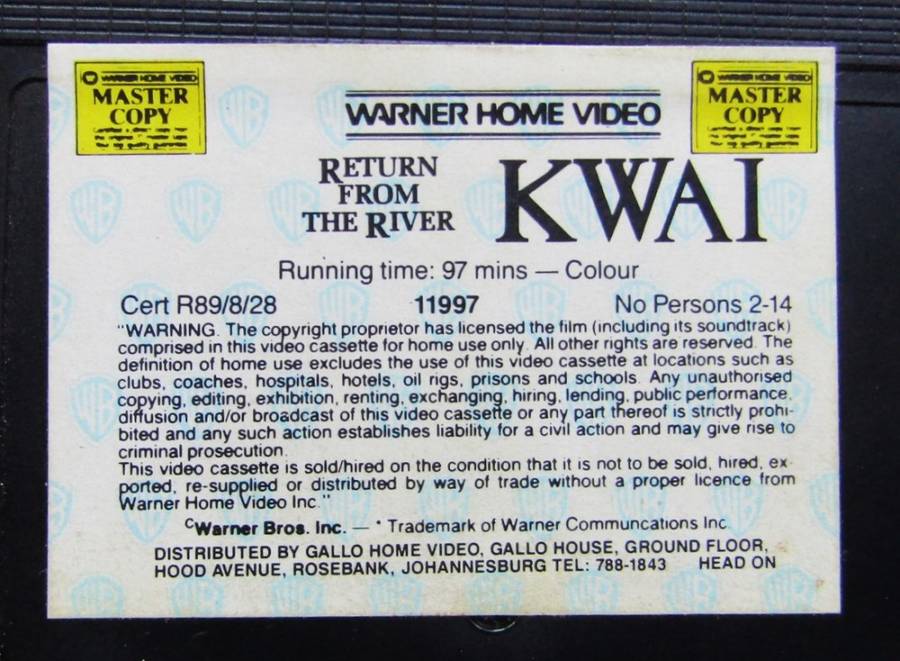 WARNER HOME VIDEO
MASTER
COPY
WARNER HOME VIDEO
WARNER HOME VIDEO
MASTER
COPY
RETURN
FROM
THE RIVER
KWAI
Running time: 97 mins — Colour
Cert R89/8/28 11997 No Persons 2-14
"WARNING. The copyright proprietor has licensed the film (including its soundtrack)
comprised in this video cassette for home use only. All other rights are reserved. The
definition of home use excludes the use of this video cassette at locations such as
clubs, coaches, hospitals, hotels, oil rigs, prisons and schools. Any unauthorised
copying, editing, exhibition, renting, exchanging, hiring, lending, public performance,
diffusion and/or broadcast of this video cassette or any part thereof is strictly prohi-
bited and any such action establishes liability for a civil action and may give rise to
criminal prosecution.
This video cassette is sold/hired on the condition that it is not to be sold, hired, ex-
ported, re-supplied or distributed by way of trade without a proper licence from
Warner Home Video Inc."
©Warner Bros. Inc. — * Trademark of Warner Communcations Inc.
DISTRIBUTED BY GALLO HOME VIDEO, GALLO HOUSE, GROUND FLOOR,
HOOD AVENUE, ROSEBANK, JOHANNESBURG TEL: 788-1843 HEAD ON